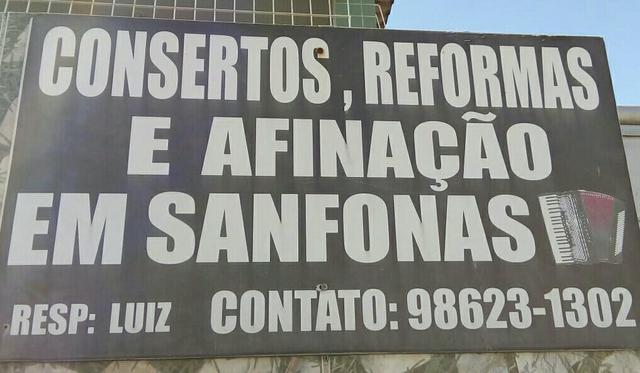 CONSERTOS, REFORMAS
E AFINAÇÃO
EM SANFONAS
RESP: LUIZ CONTATO: 98623-1302